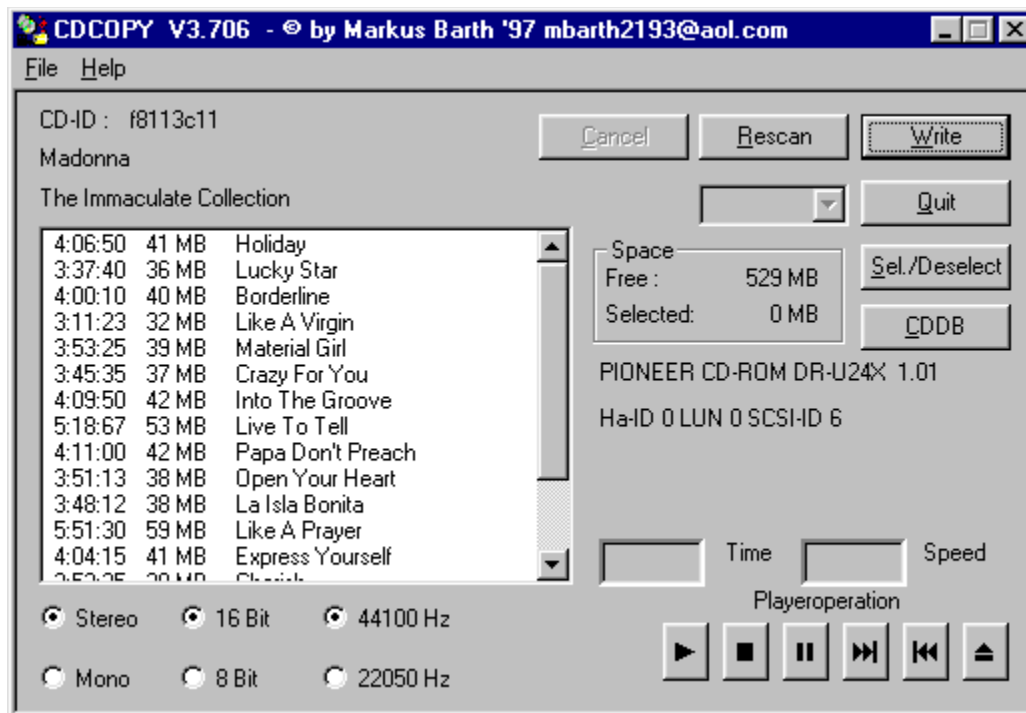 CDCOPY V3.706 - © by Markus Barth '97 mbarth2193@aol.com
File Help
CD-ID : f8113c11
Madonna
The Immaculate Collection
Cancel Rescan Write
Quit
Sel./Deselect
CDDB
4:06:50 41 MB Holiday
3:37:40 36 MB Lucky Star
4:00:10 40 MB Borderline
3:11:23 32 MB Like A Virgin
3:53:25 39 MB Material Girl
3:45:35 37 MB Crazy For You
4:09:50 42 MB Into The Groove
5:18:67 53 MB Live To Tell
4:11:00 42 MB Papa Don't Preach
3:51:13 38 MB Open Your Heart
3:48:12 38 MB La Isla Bonita
5:51:30 59 MB Like A Prayer
4:04:15 41 MB Express Yourself
Space
Free : 529 MB
Selected: 0 MB
PIONEER CD-ROM DR-U24X 1.01
Ha-ID 0 LUN 0 SCSI-ID 6
Time Speed
Playeroperation
Stereo 16 Bit 44100 Hz
Mono 8 Bit 22050 Hz